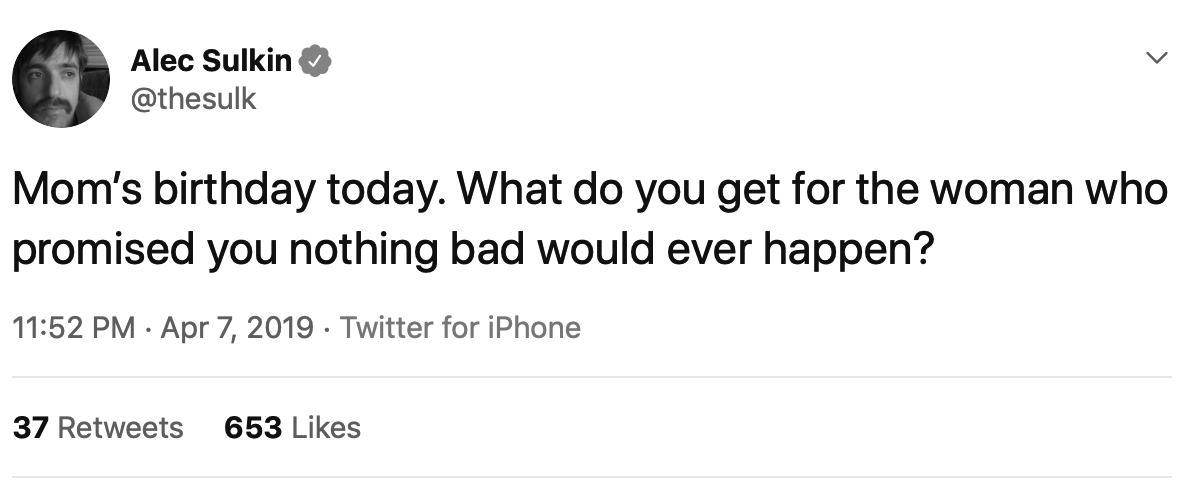 Alec Sulkin
@thesulk
Mom’s birthday today. What do you get for the woman who
promised you nothing bad would ever happen?
11:52 PM · Apr 7, 2019 · Twitter for iPhone
37 Retweets 653 Likes